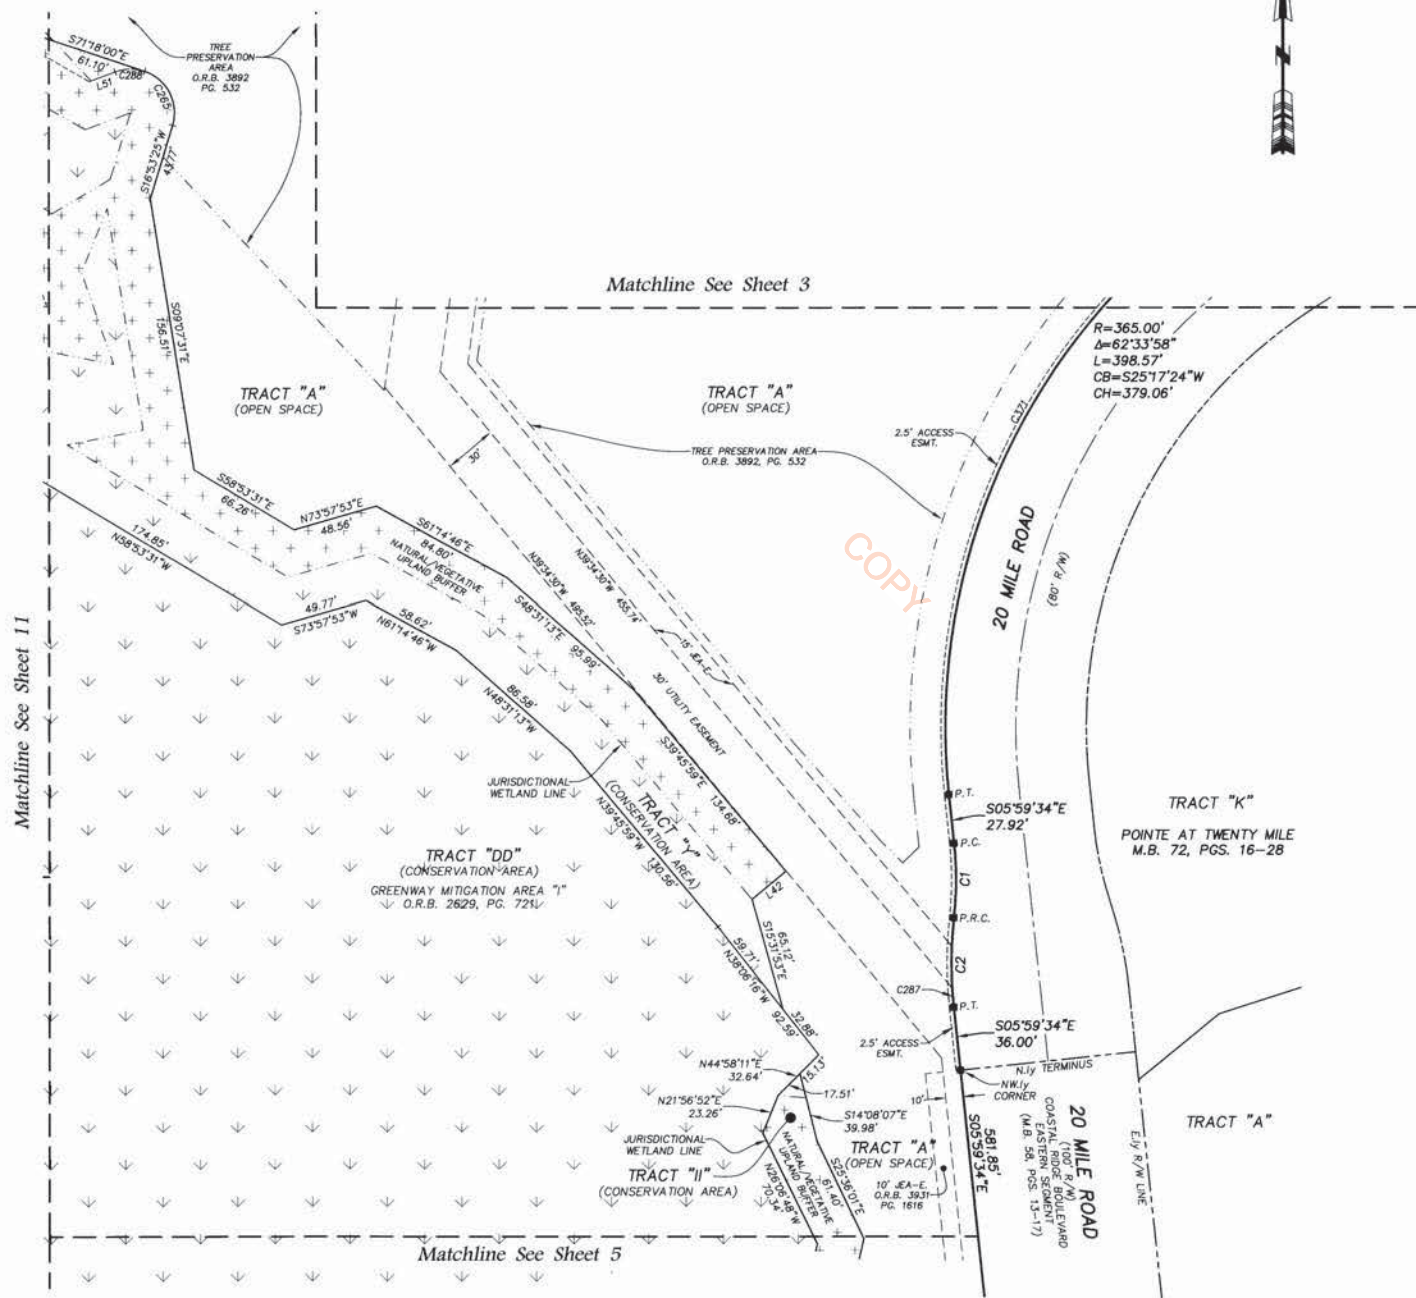 S71°18'00"E
61.10'
C288
L51
C265
TREE
PRESERVATION
AREA
O.R.B. 3892
PG. 532
N
S16°53'25"W
43.77'
Matchline See Sheet 3
S09°07'31"E
156.51'
R=365.00'
Δ=62°33'58"
L=398.57'
CB=S25°17'24"W
CH=379.06'
TRACT "A"
(OPEN SPACE)
TRACT "A"
(OPEN SPACE)
C371
2.5' ACCESS
ESMT.
TREE PRESERVATION AREA
O.R.B. 3892, PG. 532
30'
S58°53'31"E
66.26'
N73°57'53"E
48.56'
S61°14'46"E
84.80'
NATURAL/VEGETATIVE
UPLAND BUFFER
174.85'
N58°53'31"W
COPY
20 MILE ROAD
(80' R/W)
N39°34'30"W
495.52'
N39°34'30"W
455.74'
S48°31'13"E
95.99'
49.77'
S73°57'53"W
58.62'
N61°14'46"W
15' JEA-E.
30' UTILITY EASEMENT
86.58'
N48°31'13"W
Matchline See Sheet 11
S39°45'59"E
134.68'
JURISDICTIONAL
WETLAND LINE
TRACT "Y"
(CONSERVATION AREA)
N39°45'59"W
130.56'
P.T.
S05°59'34"E
27.92'
P.C.
C1
P.R.C.
C2
TRACT "K"
POINTE AT TWENTY MILE
M.B. 72, PGS. 16-28
TRACT "DD"
(CONSERVATION AREA)
GREENWAY MITIGATION AREA "I"
O.R.B. 2629, PG. 721
L42
65.12'
S15°31'53"E
59.71'
N38°06'16"W
92.59'
32.88'
C287
P.T.
S05°59'34"E
36.00'
2.5' ACCESS
ESMT.
N.ly TERMINUS
NW.ly
CORNER
N44°58'11"E
32.64'
15.13'
17.51'
N21°56'52"E
23.26'
S14°08'07"E
39.98'
10'
JURISDICTIONAL
WETLAND LINE
TRACT "II"
(CONSERVATION AREA)
NATURAL/VEGETATIVE
UPLAND BUFFER
N26°06'48"W
70.34'
S25°36'01"E
61.40'
TRACT "A"
(OPEN SPACE)
10' JEA-E.
O.R.B. 3931
PG. 1616
581.85'
S05°59'34"E
20 MILE ROAD
(100' R/W)
COASTAL RIDGE BOULEVARD
EASTERN SEGMENT
(M.B. 58, PGS. 13-17)
E.ly R/W LINE
TRACT "A"
Matchline See Sheet 5